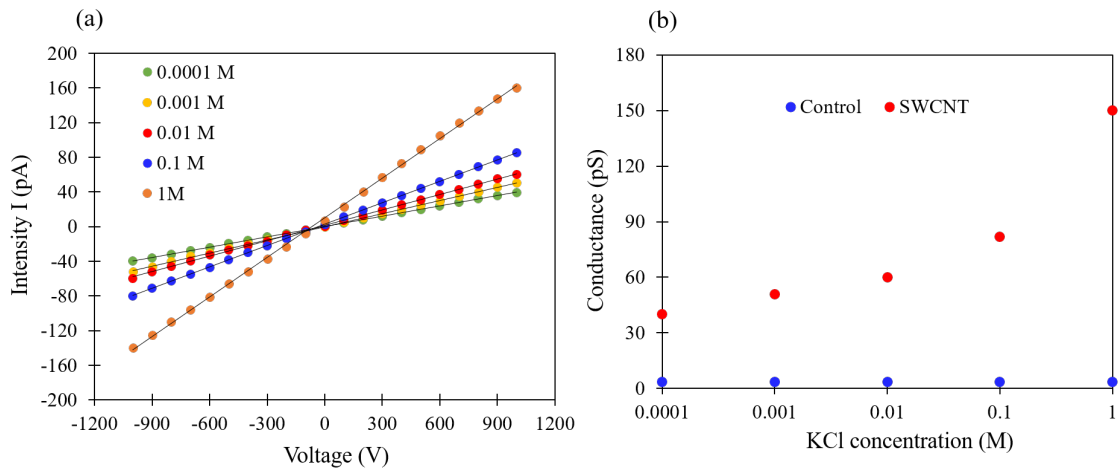 (a)
200
160
120
80
40
0
-40
-80
-120
-160
-200
Intensity I (pA)
0.0001 M
0.001 M
0.01 M
0.1 M
1M
-1200 -900 -600 -300 0 300 600 900 1200
Voltage (V)
(b)
180
150
120
90
60
30
0
Conductance (pS)
Control SWCNT
0.0001 0.001 0.01 0.1 1
KCl concentration (M)